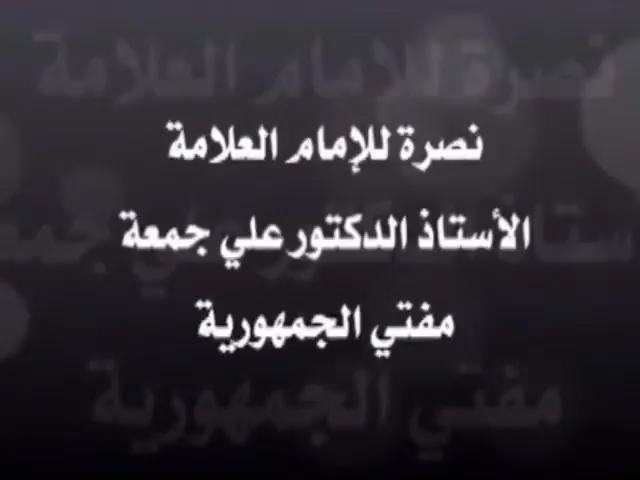 نصرة للإمام العلامة
الأستاذ الدكتور علي جمعة
مفتي الجمهورية